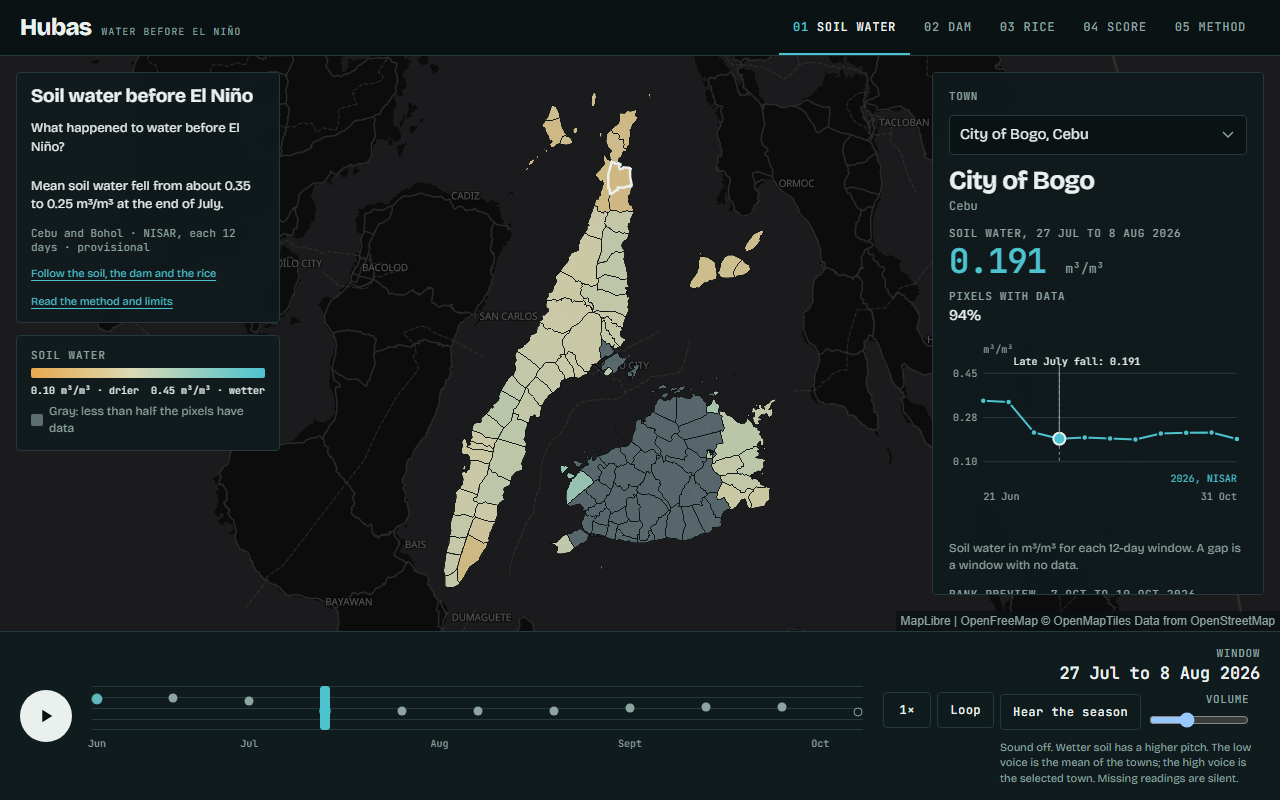 Hubas WATER BEFORE EL NIÑO
01 SOIL WATER 02 DAM 03 RICE 04 SCORE 05 METHOD
Soil water before El Niño
What happened to water before El
Niño?
Mean soil water fell from about 0.35
to 0.25 m³/m³ at the end of July.
Cebu and Bohol · NISAR, each 12
days · provisional
Follow the soil, the dam and the rice
Read the method and limits
SOIL WATER
0.10 m³/m³ · drier 0.45 m³/m³ · wetter
Gray: less than half the pixels have
data
TACLOBAN
ORMOC
CADIZ
BACOLOD
SAN CARLOS
BAIS
BAYAWAN
DUMAGUETE
TOWN
City of Bogo, Cebu
City of Bogo
Cebu
SOIL WATER, 27 JUL TO 8 AUG 2026
0.191 m³/m³
PIXELS WITH DATA
94%
m³/m³
Late July fall: 0.191
0.45
0.28
0.10
2026, NISAR
21 Jun 31 Oct
Soil water in m³/m³ for each 12-day window. A gap is
a window with no data.
MapLibre | OpenFreeMap © OpenMapTiles Data from OpenStreetMap
WINDOW
27 Jul to 8 Aug 2026
Jun Jul Aug Sept Oct
1× Loop Hear the season
VOLUME
Sound off. Wetter soil has a higher pitch. The low
voice is the mean of the towns; the high voice is
the selected town. Missing readings are silent.